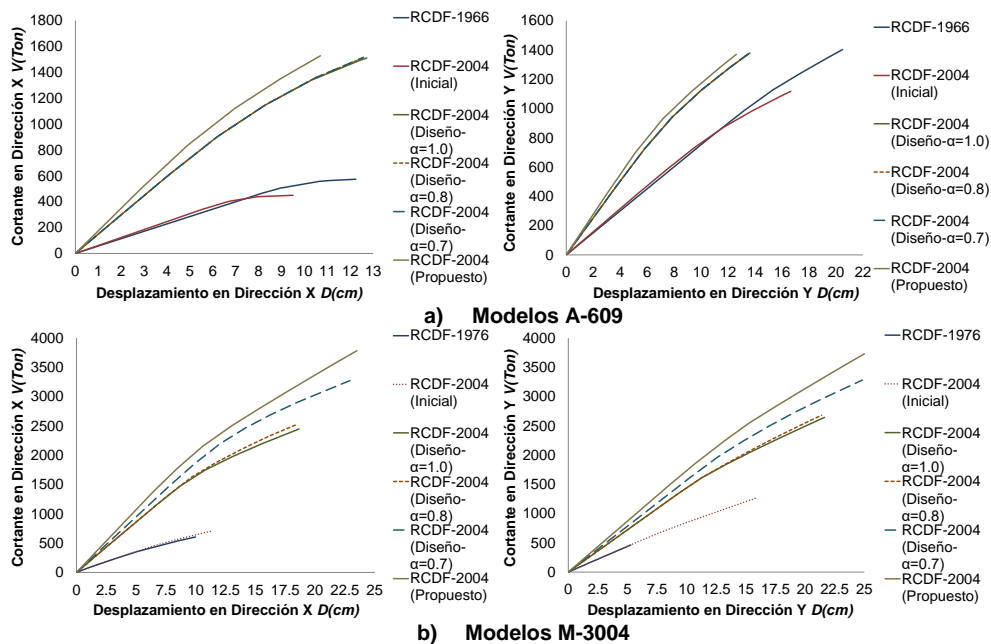 Cortante en Dirección X V(Ton)
1800
1600
1400
1200
1000
800
600
400
200
0
0 1 2 3 4 5 6 7 8 9 10 11 12 13
Desplazamiento en Dirección X D(cm)
RCDF-1966
RCDF-2004
(Inicial)
RCDF-2004
(Diseño-
α=1.0)
RCDF-2004
(Diseño-
α=0.8)
RCDF-2004
(Diseño-
α=0.7)
RCDF-2004
(Propuesto)
Cortante en Dirección Y V(Ton)
1600
1400
1200
1000
800
600
400
200
0
0 2 4 6 8 10 12 14 16 18 20 22
Desplazamiento en Dirección Y D(cm)
RCDF-1966
RCDF-2004
(Inicial)
RCDF-2004
(Diseño-α=1.0)
RCDF-2004
(Diseño-α=0.8)
RCDF-2004
(Diseño-α=0.7)
RCDF-2004
(Propuesto)
a) Modelos A-609
Cortante en Dirección X V(Ton)
4000
3500
3000
2500
2000
1500
1000
500
0
0 2.5 5 7.5 10 12.5 15 17.5 20 22.5 25
Desplazamiento en Dirección X D(cm)
RCDF-1976
RCDF-2004
(Inicial)
RCDF-2004
(Diseño-
α=1.0)
RCDF-2004
(Diseño-
α=0.8)
RCDF-2004
(Diseño-
α=0.7)
RCDF-2004
(Propuesto)
Cortante en Dirección Y V(Ton)
4000
3500
3000
2500
2000
1500
1000
500
0
0 2.5 5 7.5 10 12.5 15 17.5 20 22.5 25
Desplazamiento en Dirección Y D(cm)
RCDF-1976
RCDF-2004
(Inicial)
RCDF-2004
(Diseño-
α=1.0)
RCDF-2004
(Diseño-
α=0.8)
RCDF-2004
(Diseño-
α=0.7)
RCDF-2004
(Propuesto)
b) Modelos M-3004